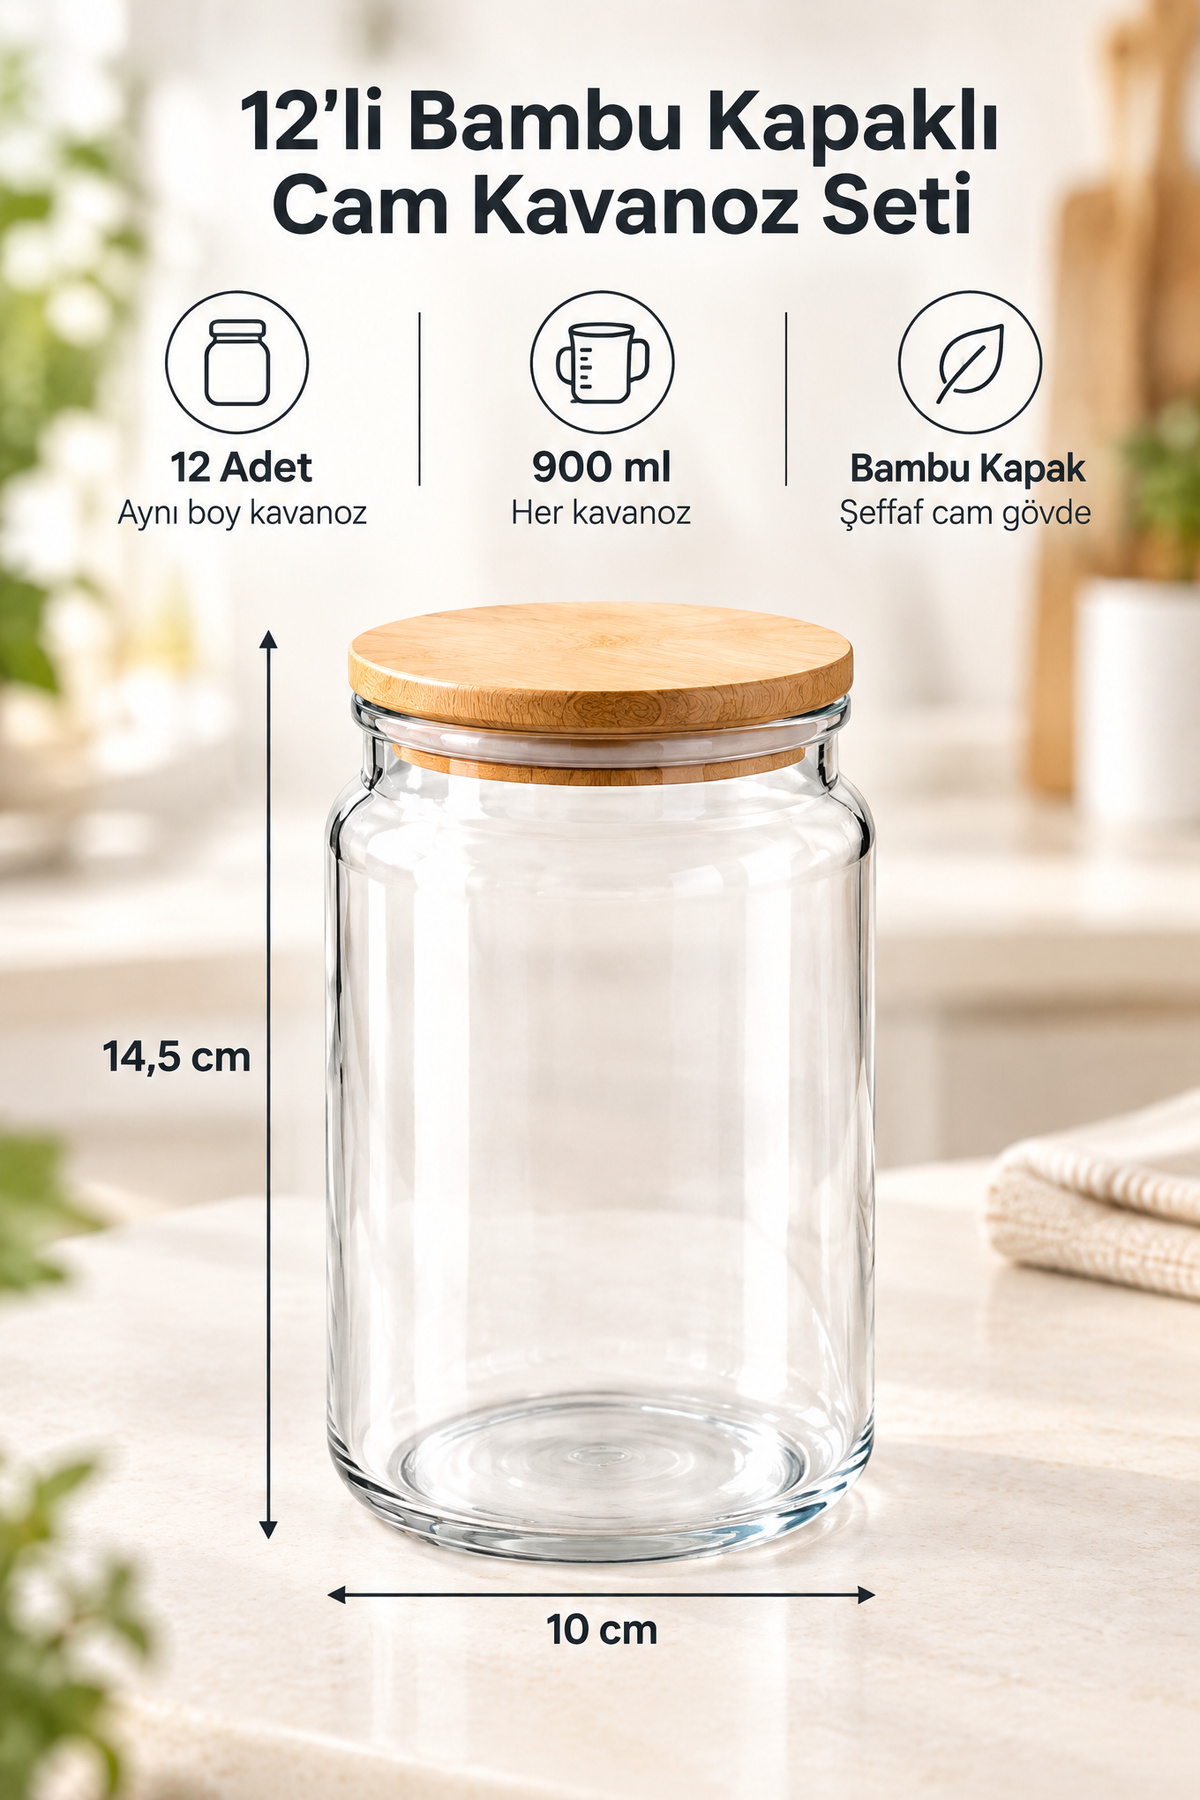 12’li Bambu Kapaklı
Cam Kavanoz Seti
12 Adet
Aynı boy kavanoz
900 ml
Her kavanoz
Bambu Kapak
Şeffaf cam gövde
14,5 cm
10 cm